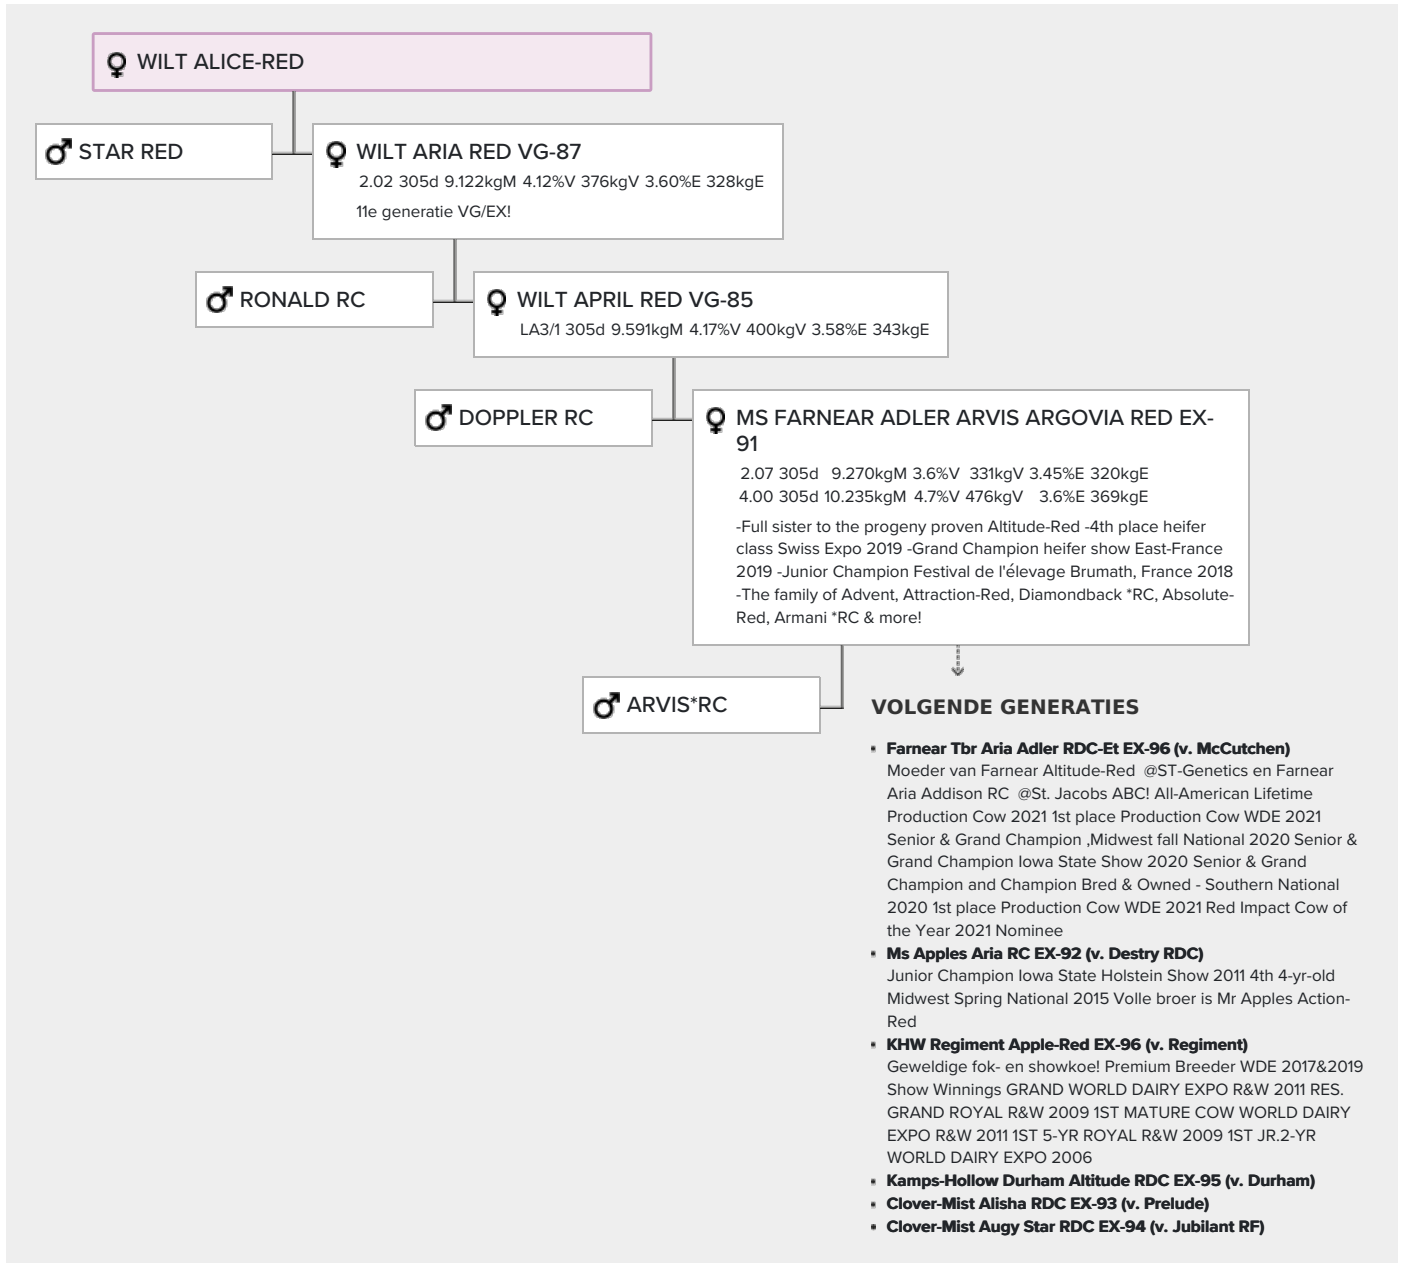 WILT ALICE-RED
STAR RED
WILT ARIA RED VG-87
2.02 305d 9.122kgM 4.12%V 376kgV 3.60%E 328kgE
11e generatie VG/EX!
RONALD RC
WILT APRIL RED VG-85
LA3/1 305d 9.591kgM 4.17%V 400kgV 3.58%E 343kgE
DOPPLER RC
MS FARNEAR ADLER ARVIS ARGOVIA RED EX-
91
2.07 305d 9.270kgM 3.6%V 331kgV 3.45%E 320kgE
4.00 305d 10.235kgM 4.7%V 476kgV 3.6%E 369kgE
-Full sister to the progeny proven Altitude-Red -4th place heifer
class Swiss Expo 2019 -Grand Champion heifer show East-France
2019 -Junior Champion Festival de l'élevage Brumath, France 2018
-The family of Advent, Attraction-Red, Diamondback *RC, Absolute-
Red, Armani *RC & more!
ARVIS*RC
VOLGENDE GENERATIES
▪ Farnear Tbr Aria Adler RDC-Et EX-96 (v. McCutchen)
Moeder van Farnear Altitude-Red @ST-Genetics en Farnear
Aria Addison RC @St. Jacobs ABC! All-American Lifetime
Production Cow 2021 1st place Production Cow WDE 2021
Senior & Grand Champion ,Midwest fall National 2020 Senior &
Grand Champion Iowa State Show 2020 Senior & Grand
Champion and Champion Bred & Owned - Southern National
2020 1st place Production Cow WDE 2021 Red Impact Cow of
the Year 2021 Nominee
▪ Ms Apples Aria RC EX-92 (v. Destry RDC)
Junior Champion Iowa State Holstein Show 2011 4th 4-yr-old
Midwest Spring National 2015 Volle broer is Mr Apples Action-
Red
▪ KHW Regiment Apple-Red EX-96 (v. Regiment)
Geweldige fok- en showkoe! Premium Breeder WDE 2017&2019
Show Winnings GRAND WORLD DAIRY EXPO R&W 2011 RES.
GRAND ROYAL R&W 2009 1ST MATURE COW WORLD DAIRY
EXPO R&W 2011 1ST 5-YR ROYAL R&W 2009 1ST JR.2-YR
WORLD DAIRY EXPO 2006
▪ Kamps-Hollow Durham Altitude RDC EX-95 (v. Durham)
▪ Clover-Mist Alisha RDC EX-93 (v. Prelude)
▪ Clover-Mist Augy Star RDC EX-94 (v. Jubilant RF)